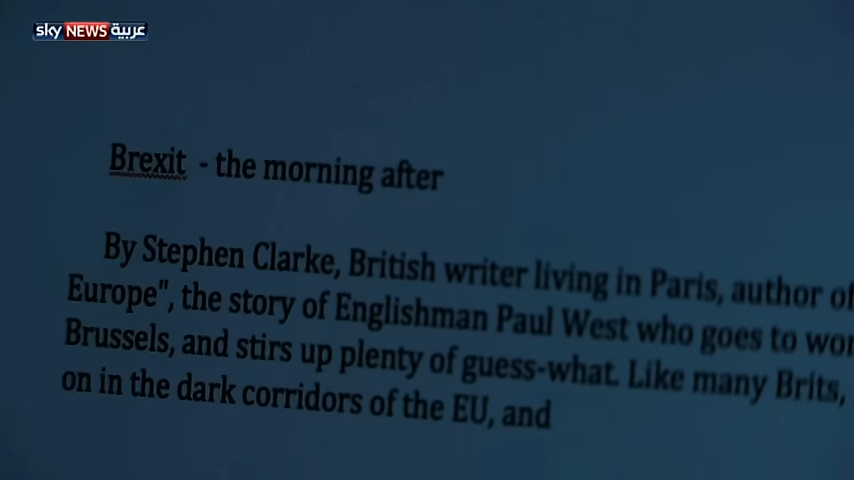 sky NEWS عربية
Brexit - the morning after
By Stephen Clarke, British writer living in Paris, author of
Europe", the story of Englishman Paul West who goes to
Brussels, and stirs up plenty of guess-what. Like many Brits,
on in the dark corridors of the EU, and